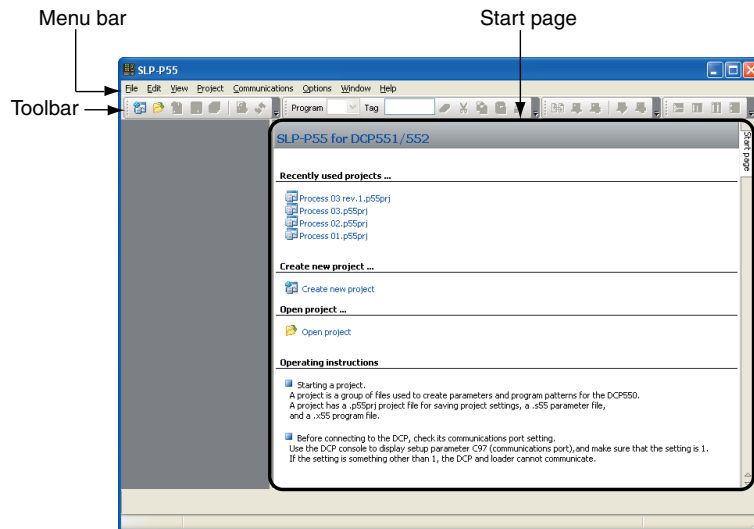 Menu bar
Start page
SLP-P55
File Edit View Project Communications Options Window Help
Toolbar
Program Tag
SLP-P55 for DCP551/552
Start page
Recently used projects ...
Process 03 rev.1.p55prj
Process 03.p55prj
Process 02.p55prj
Process 01.p55prj
Create new project ...
Create new project
Open project ...
Open project
Operating instructions
Starting a project.
A project is a group of files used to create parameters and program patterns for the DCP550.
A project has a .p55prj project file for saving project settings, a .s55 parameter file,
and a .x55 program file.
Before connecting to the DCP, check its communications port setting.
Use the DCP console to display setup parameter C97 (communications port),and make sure that the setting is 1.
If the setting is something other than 1, the DCP and loader cannot communicate.